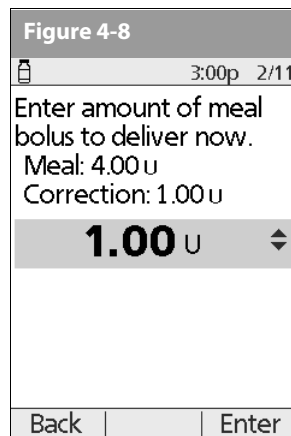 Figure 4-8
3:00p 2/11
Enter amount of meal
bolus to deliver now.
Meal: 4.00 U
Correction: 1.00 U
1.00 U
Back Enter